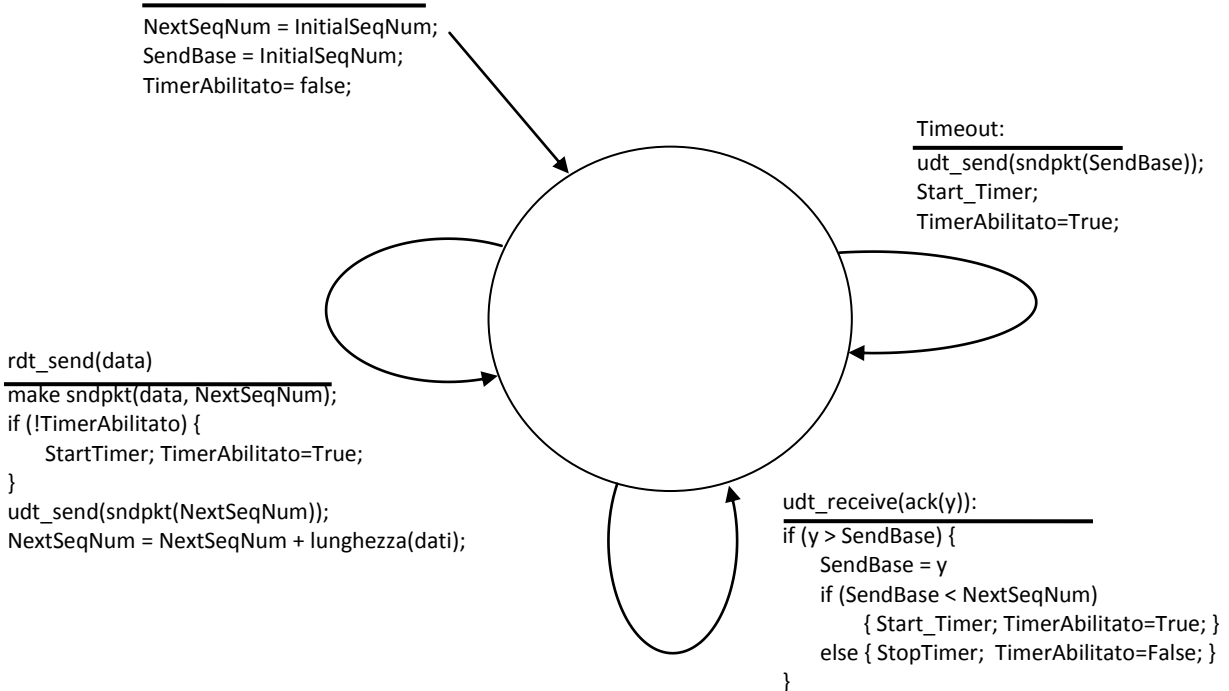 NextSeqNum = InitialSeqNum;
SendBase = InitialSeqNum;
TimerAbilitato= false;
Timeout:
udt_send(sndpkt(SendBase));
Start_Timer;
TimerAbilitato=True;
rdt_send(data)
make sndpkt(data, NextSeqNum);
if (!TimerAbilitato) {
StartTimer; TimerAbilitato=True;
}
udt_send(sndpkt(NextSeqNum));
NextSeqNum = NextSeqNum + lunghezza(dati);
udt_receive(ack(y)):
if (y > SendBase) {
SendBase = y
if (SendBase < NextSeqNum)
{ Start_Timer; TimerAbilitato=True; }
else { StopTimer; TimerAbilitato=False; }
}